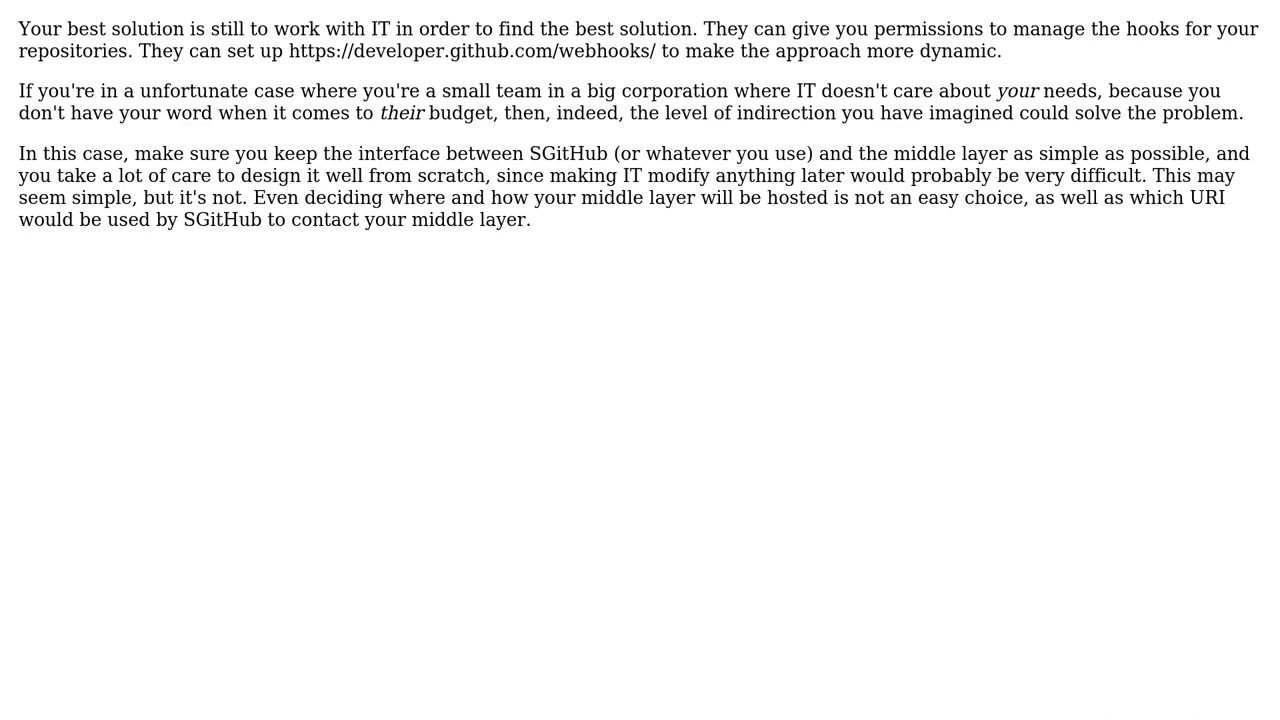 Your best solution is still to work with IT in order to find the best solution. They can give you permissions to manage the hooks for your
repositories. They can set up https://developer.github.com/webhooks/ to make the approach more dynamic.
If you're in a unfortunate case where you're a small team in a big corporation where IT doesn't care about your needs, because you
don't have your word when it comes to their budget, then, indeed, the level of indirection you have imagined could solve the problem.
In this case, make sure you keep the interface between SGitHub (or whatever you use) and the middle layer as simple as possible, and
you take a lot of care to design it well from scratch, since making IT modify anything later would probably be very difficult. This may
seem simple, but it's not. Even deciding where and how your middle layer will be hosted is not an easy choice, as well as which URI
would be used by SGitHub to contact your middle layer.